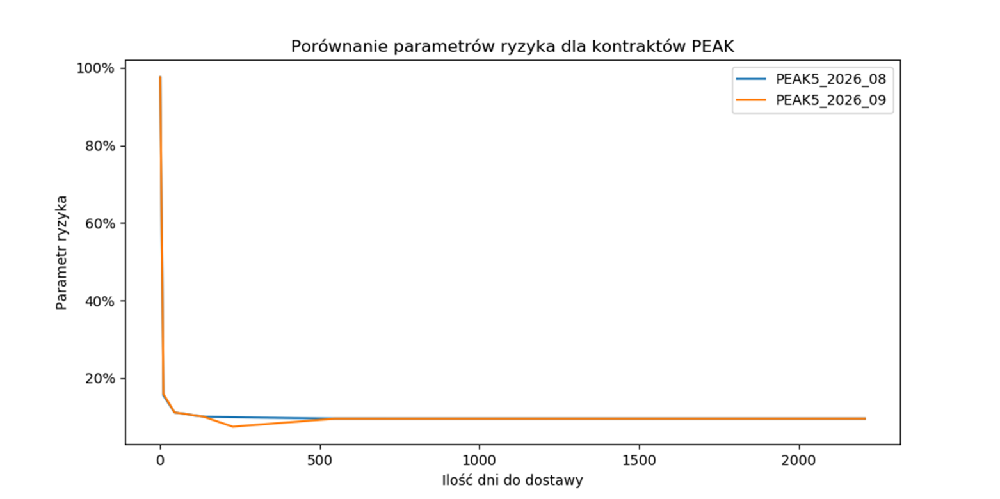 Porównanie parametrów ryzyka dla kontraktów PEAK
100%
80%
60%
40%
20%
Parametr ryzyka
PEAK5_2026_08
PEAK5_2026_09
0 500 1000 1500 2000
Ilość dni do dostawy